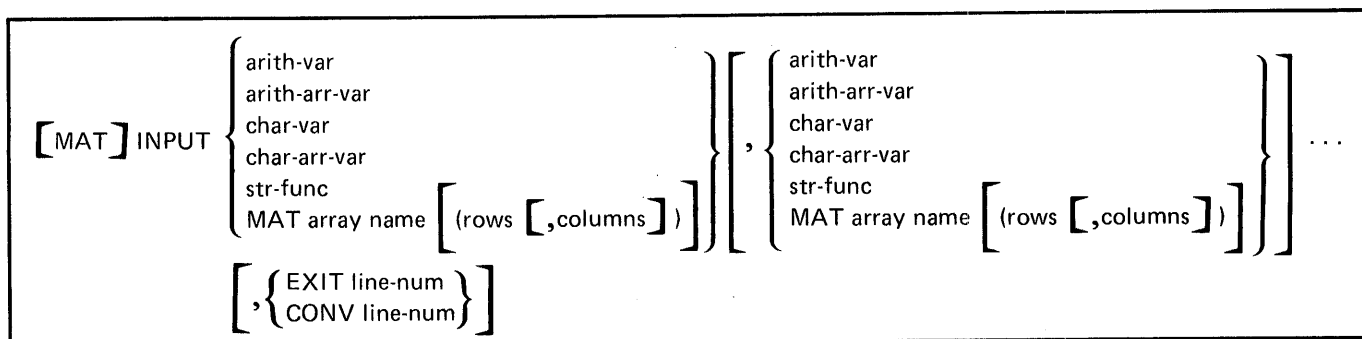 arith-var arith-var
arith-arr-var arith-arr-var
[MAT] INPUT { char-var } [ , { char-var } ] ...
char-arr-var char-arr-var
str-func str-func
MAT array name [(rows [,columns])] MAT array name [(rows [,columns])]
[ , { EXIT line-num
CONV line-num } ]